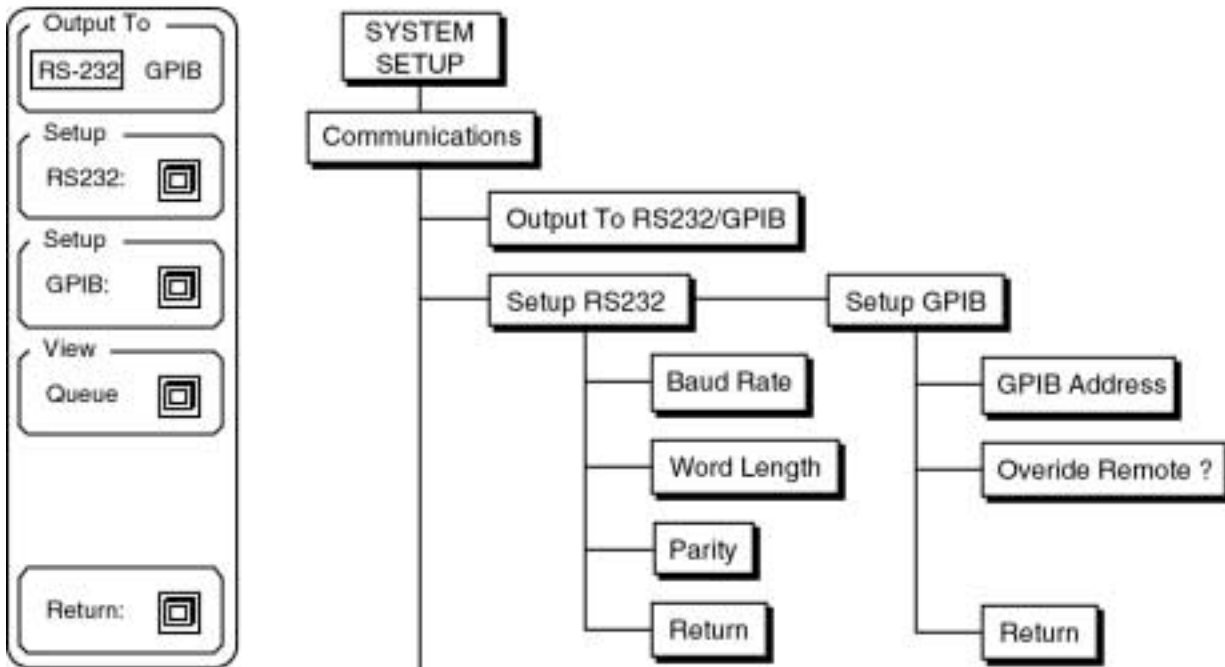 Output To
RS-232 GPIB
Setup
RS232:
Setup
GPIB:
View
Queue
Return:
SYSTEM
SETUP
Communications
Output To RS232/GPIB
Setup RS232
Setup GPIB
Baud Rate
Word Length
Parity
Return
GPIB Address
Overide Remote ?
Return